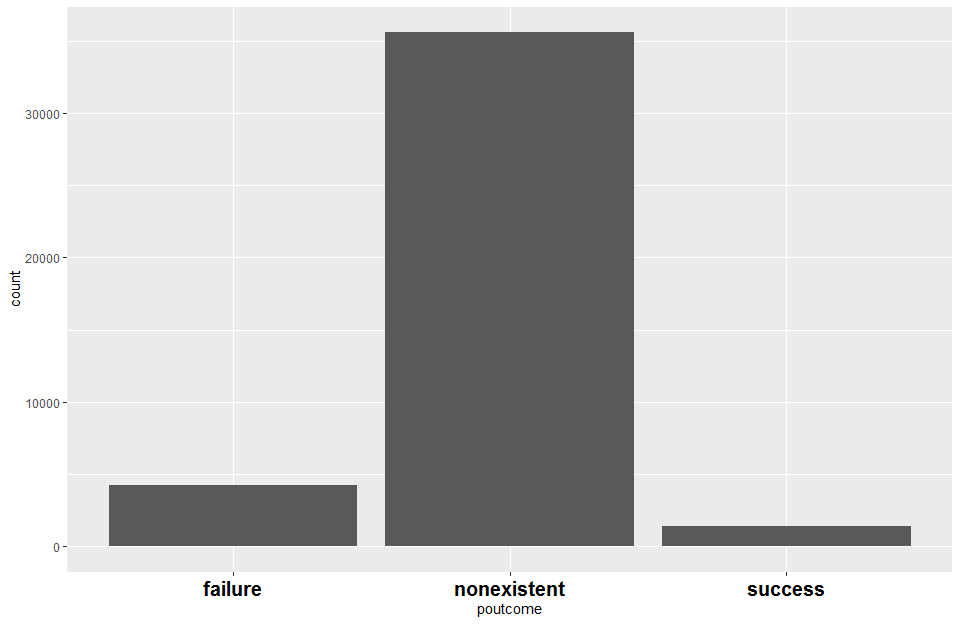 30000
20000
count
10000
0
failure nonexistent success
poutcome